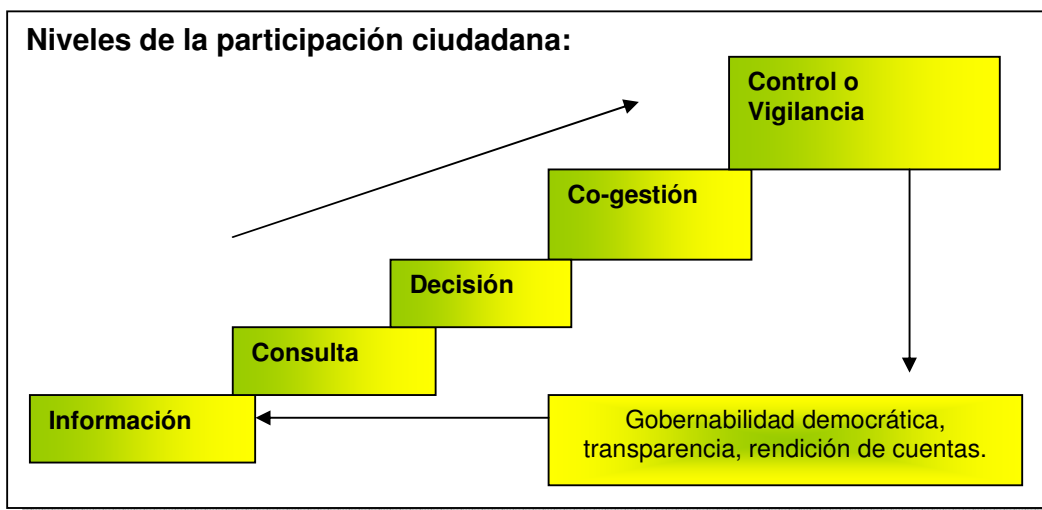 Niveles de la participación ciudadana:
Control o
Vigilancia
Co-gestión
Decisión
Consulta
Información
Gobernabilidad democrática,
transparencia, rendición de cuentas.